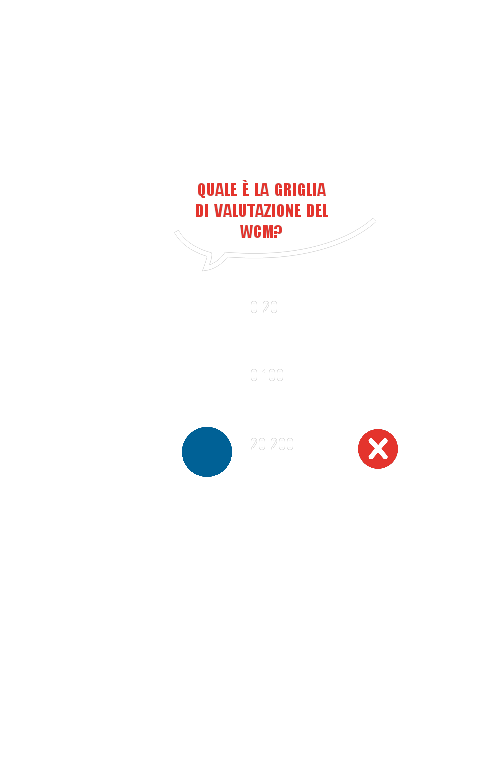 QUALE È LA GRIGLIA
DI VALUTAZIONE DEL
WCM?
0 20
0 100
20 200